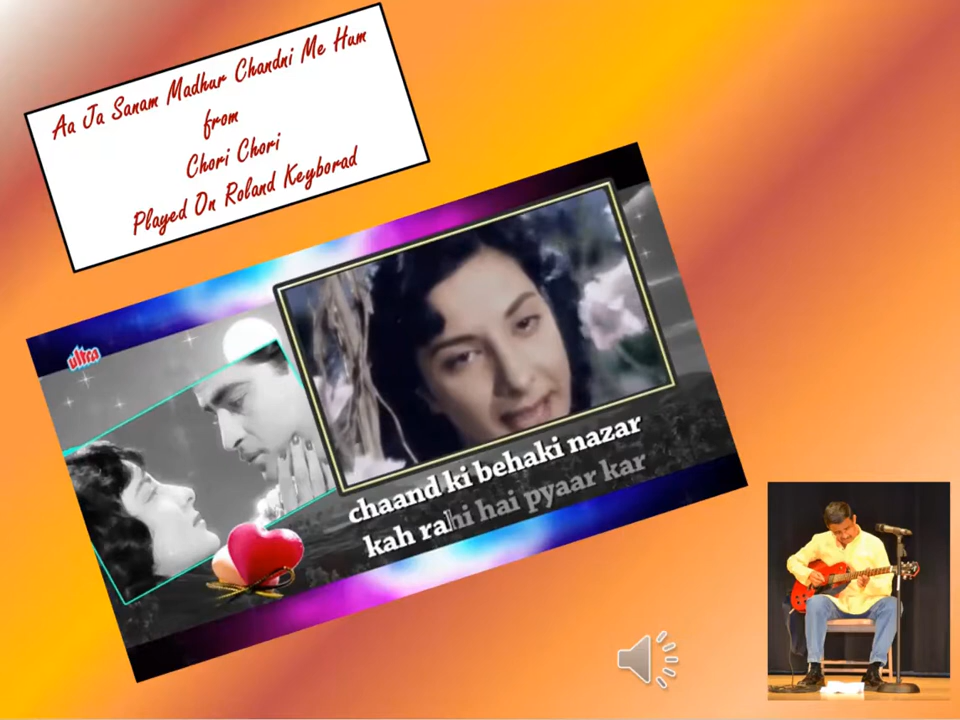 Aa Ja Sanam Madhur Chandni Me Hum
from
Chori Chori
Played On Roland Keyborad
ultra
chaand ki behaki nazar
kah rahi hai pyaar kar